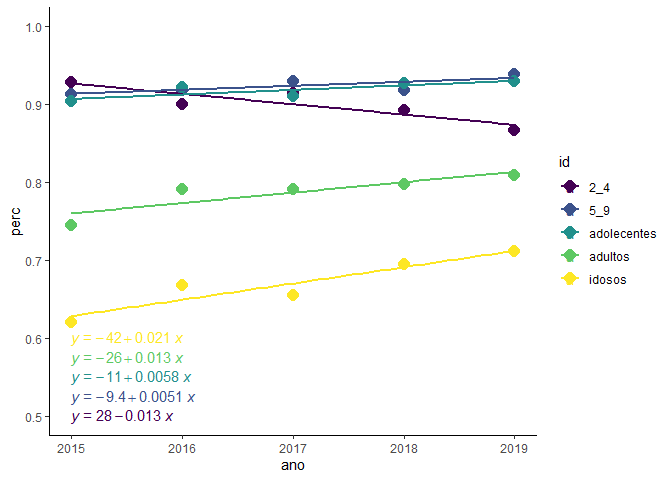 1.0
0.9
0.8
0.7
0.6
0.5
perc
y = −42 + 0.021 x
y = −26 + 0.013 x
y = −11 + 0.0058 x
y = −9.4 + 0.0051 x
y = 28 − 0.013 x
2015 2016 2017 2018 2019
ano
id
2_4
5_9
adolecentes
adultos
idosos